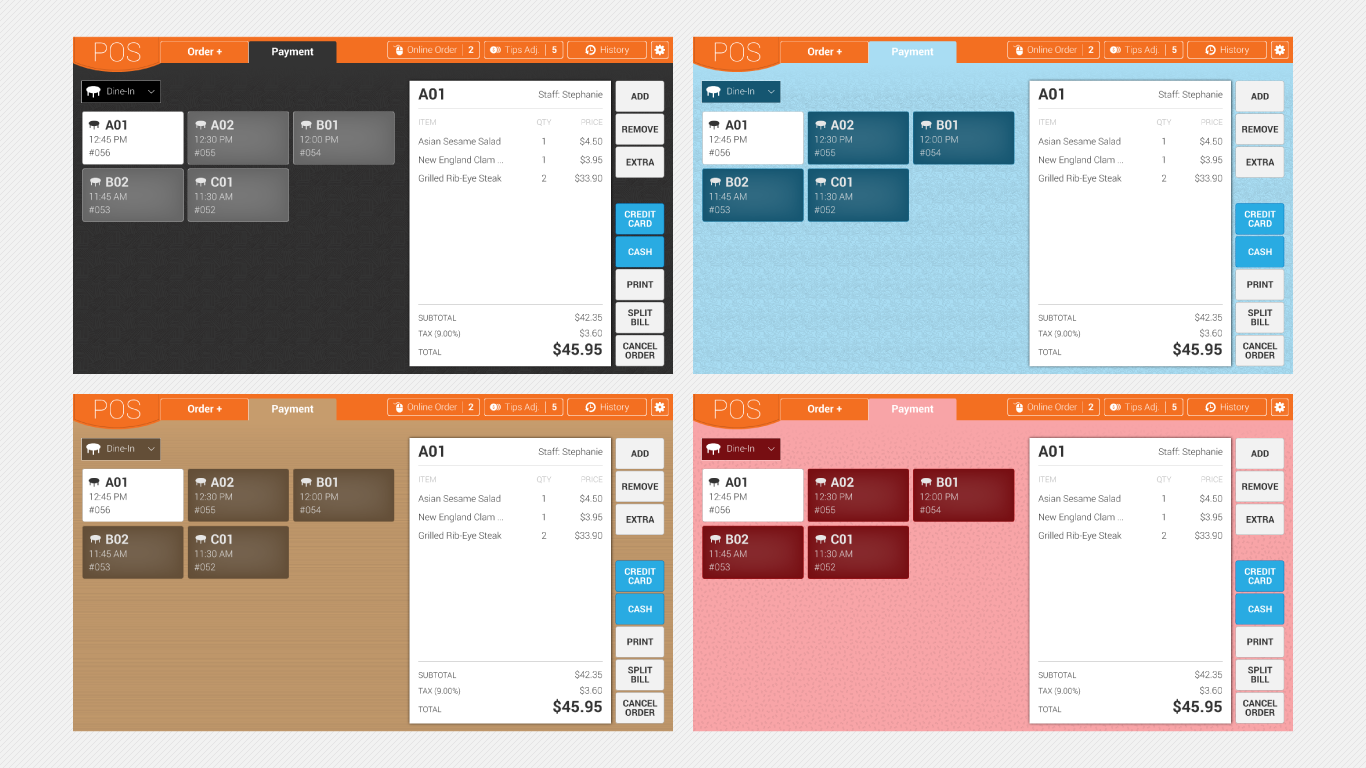 POS Order + Payment Online Order 2 Tips Adj. 5 History
Dine-In
A01 A02 B01
12:45 PM 12:30 PM 12:00 PM
#056 #055 #054
B02 C01
11:45 AM 11:30 AM
#053 #052
A01 Staff: Stephanie
ITEM QTY PRICE
Asian Sesame Salad 1 $4.50
New England Clam ... 1 $3.95
Grilled Rib-Eye Steak 2 $33.90
SUBTOTAL $42.35
TAX (9.00%) $3.60
TOTAL $45.95
ADD
REMOVE
EXTRA
CREDIT
CARD
CASH
PRINT
SPLIT
BILL
CANCEL
ORDER
POS Order + Payment Online Order 2 Tips Adj. 5 History
Dine-In
A01 A02 B01
12:45 PM 12:30 PM 12:00 PM
#056 #055 #054
B02 C01
11:45 AM 11:30 AM
#053 #052
A01 Staff: Stephanie
ITEM QTY PRICE
Asian Sesame Salad 1 $4.50
New England Clam ... 1 $3.95
Grilled Rib-Eye Steak 2 $33.90
SUBTOTAL $42.35
TAX (9.00%) $3.60
TOTAL $45.95
ADD
REMOVE
EXTRA
CREDIT
CARD
CASH
PRINT
SPLIT
BILL
CANCEL
ORDER
POS Order + Payment Online Order 2 Tips Adj. 5 History
Dine-In
A01 A02 B01
12:45 PM 12:30 PM 12:00 PM
#056 #055 #054
B02 C01
11:45 AM 11:30 AM
#053 #052
A01 Staff: Stephanie
ITEM QTY PRICE
Asian Sesame Salad 1 $4.50
New England Clam ... 1 $3.95
Grilled Rib-Eye Steak 2 $33.90
SUBTOTAL $42.35
TAX (9.00%) $3.60
TOTAL $45.95
ADD
REMOVE
EXTRA
CREDIT
CARD
CASH
PRINT
SPLIT
BILL
CANCEL
ORDER
POS Order + Payment Online Order 2 Tips Adj. 5 History
Dine-In
A01 A02 B01
12:45 PM 12:30 PM 12:00 PM
#056 #055 #054
B02 C01
11:45 AM 11:30 AM
#053 #052
A01 Staff: Stephanie
ITEM QTY PRICE
Asian Sesame Salad 1 $4.50
New England Clam ... 1 $3.95
Grilled Rib-Eye Steak 2 $33.90
SUBTOTAL $42.35
TAX (9.00%) $3.60
TOTAL $45.95
ADD
REMOVE
EXTRA
CREDIT
CARD
CASH
PRINT
SPLIT
BILL
CANCEL
ORDER